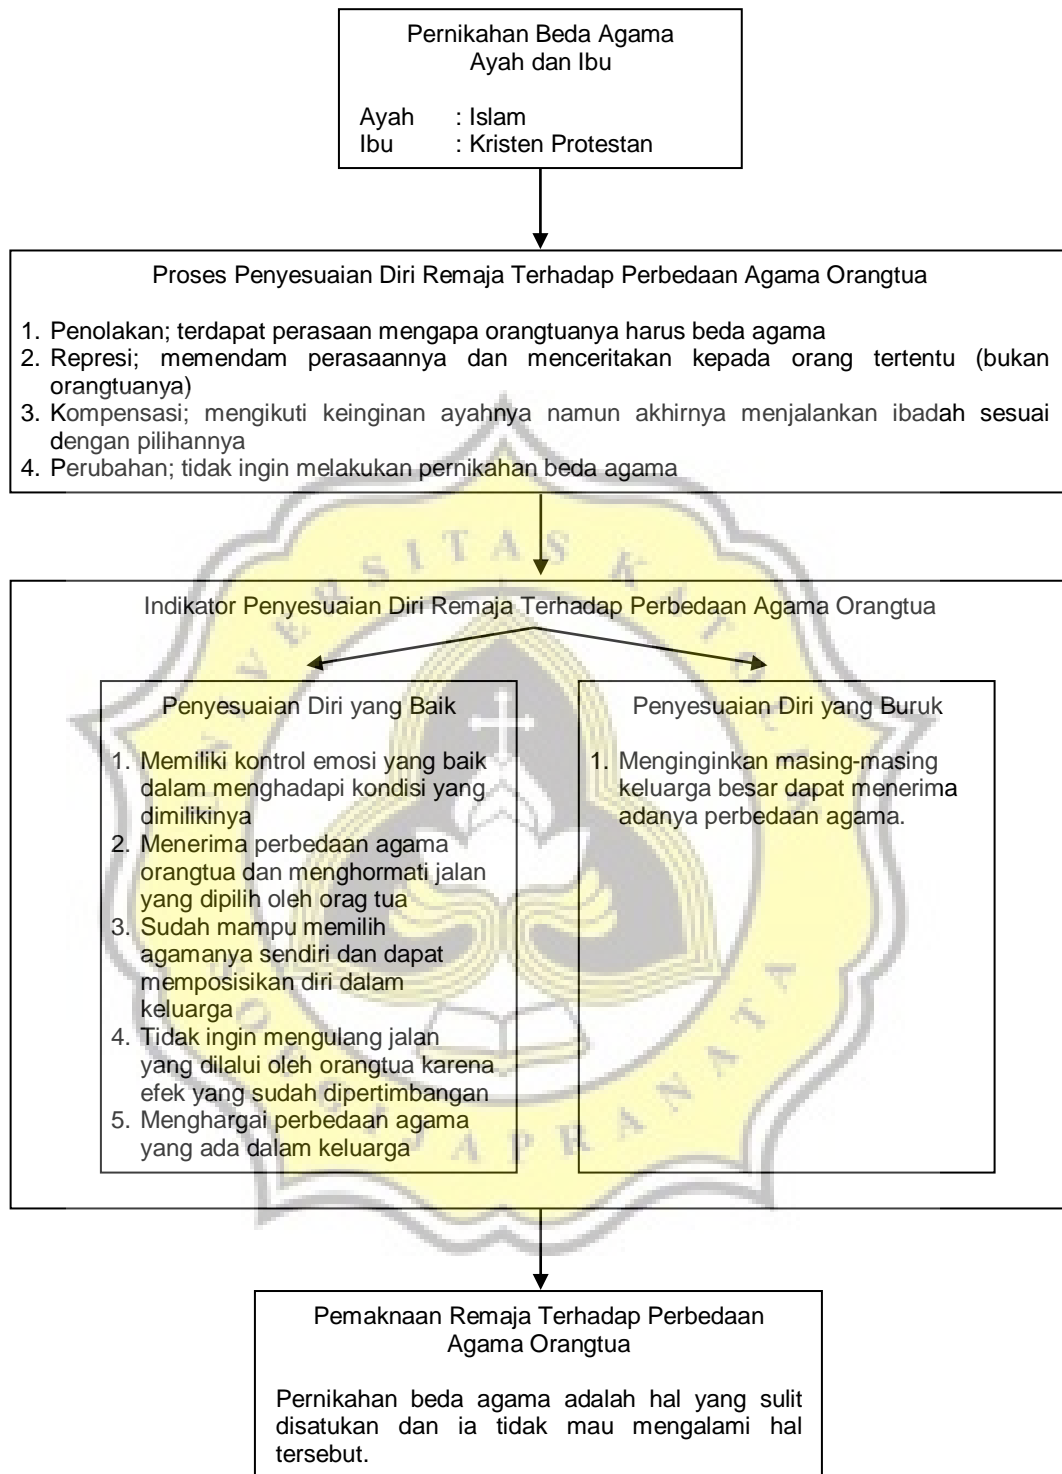 Pernikahan Beda Agama
Ayah dan Ibu
Ayah : Islam
Ibu : Kristen Protestan
Proses Penyesuaian Diri Remaja Terhadap Perbedaan Agama Orangtua
1. Penolakan; terdapat perasaan mengapa orangtuanya harus beda agama
2. Represi; memendam perasaannya dan menceritakan kepada orang tertentu (bukan
orangtuanya)
3. Kompensasi; mengikuti keinginan ayahnya namun akhirnya menjalankan ibadah sesuai
dengan pilihannya
4. Perubahan; tidak ingin melakukan pernikahan beda agama
Indikator Penyesuaian Diri Remaja Terhadap Perbedaan Agama Orangtua
Penyesuaian Diri yang Baik
1. Memiliki kontrol emosi yang baik
dalam menghadapi kondisi yang
dimilikinya
2. Menerima perbedaan agama
orangtua dan menghormati jalan
yang dipilih oleh orag tua
3. Sudah mampu memilih
agamanya sendiri dan dapat
memposisikan diri dalam
keluarga
4. Tidak ingin mengulang jalan
yang dilalui oleh orangtua karena
efek yang sudah dipertimbangan
5. Menghargai perbedaan agama
yang ada dalam keluarga
Penyesuaian Diri yang Buruk
1. Menginginkan masing-masing
keluarga besar dapat menerima
adanya perbedaan agama.
UNIVERSITAS KATOLIK
SOEGIJAPRANATA
Pemaknaan Remaja Terhadap Perbedaan
Agama Orangtua
Pernikahan beda agama adalah hal yang sulit
disatukan dan ia tidak mau mengalami hal
tersebut.